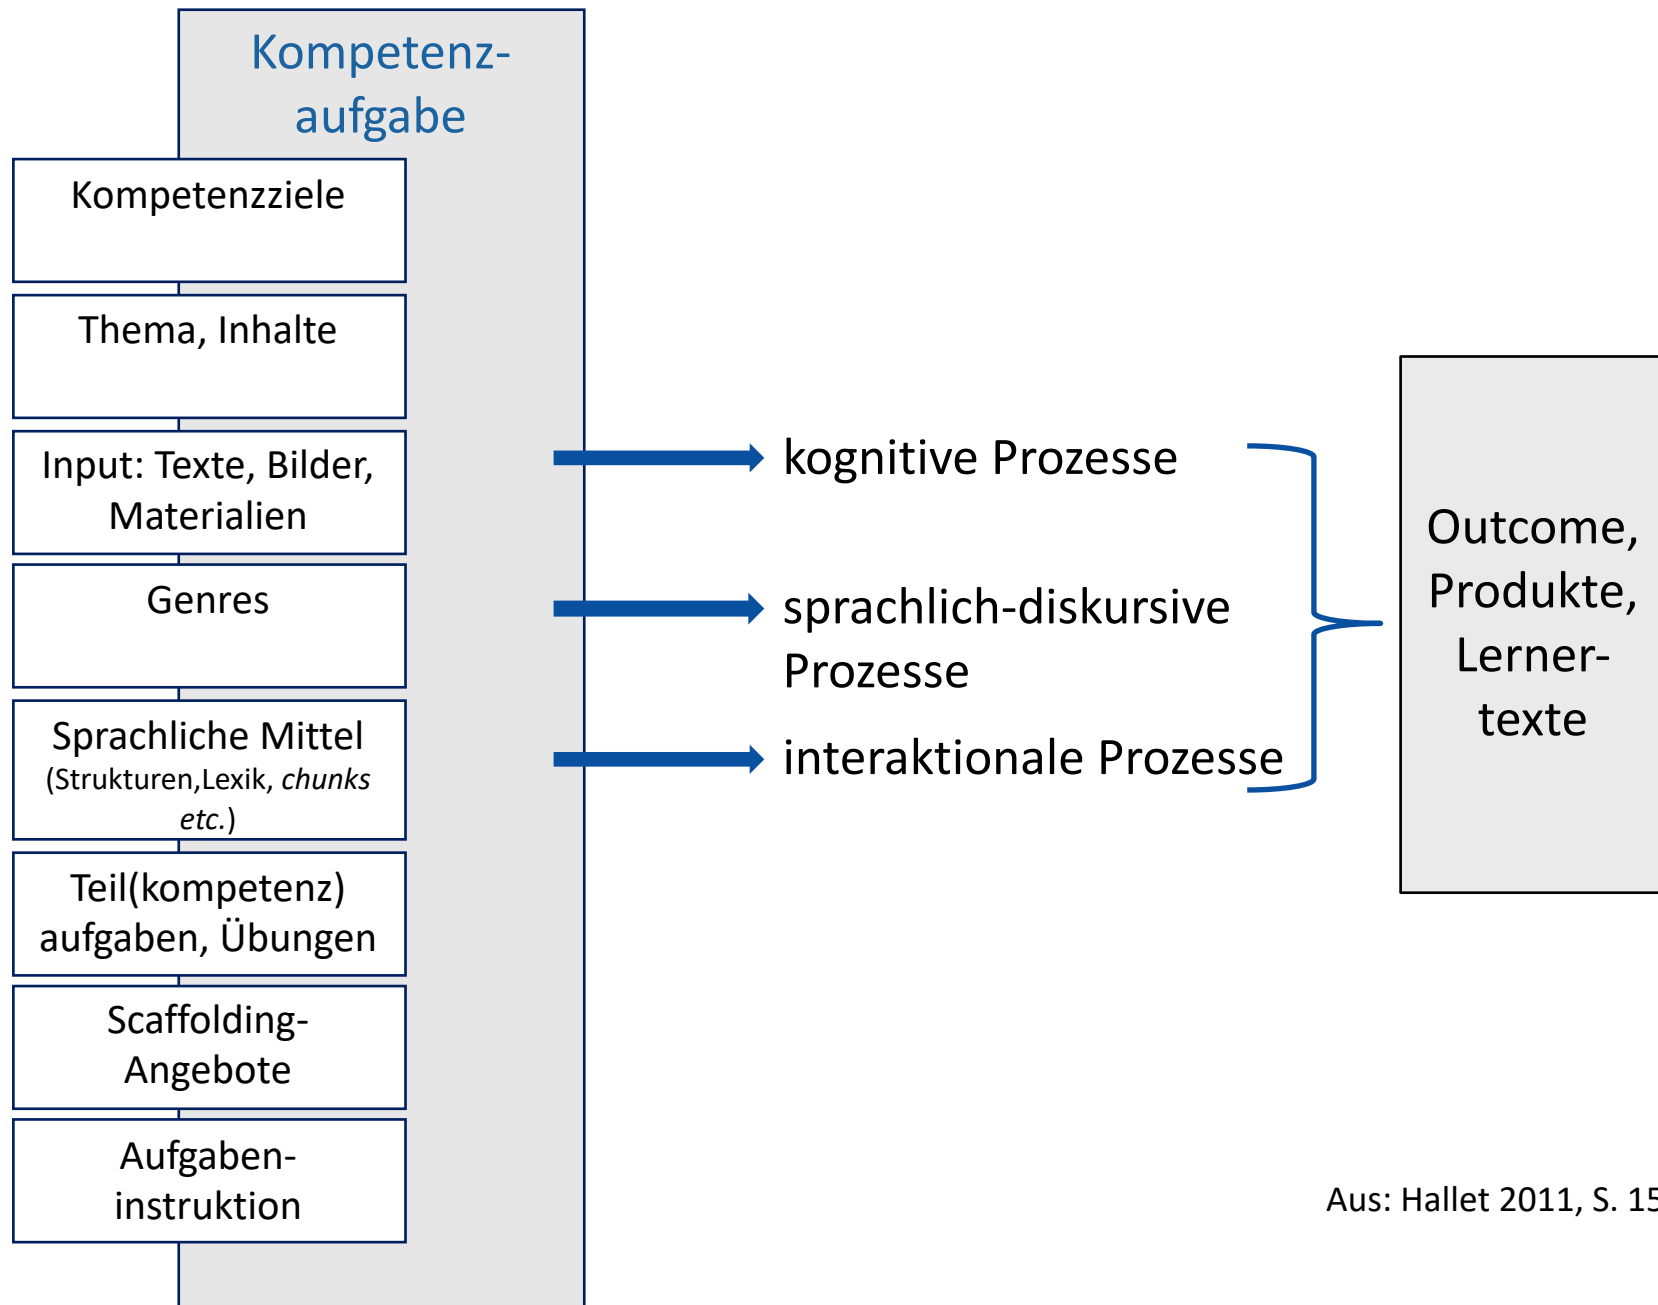 Kompetenz-
aufgabe
Kompetenzziele
Thema, Inhalte
Input: Texte, Bilder,
Materialien
Genres
Sprachliche Mittel
(Strukturen,Lexik, chunks
etc.)
Teil(kompetenz)
aufgaben, Übungen
Scaffolding-
Angebote
Aufgaben-
instruktion
kognitive Prozesse
sprachlich-diskursive
Prozesse
interaktionale Prozesse
Outcome,
Produkte,
Lerner-
texte
Aus: Hallet 2011, S. 15